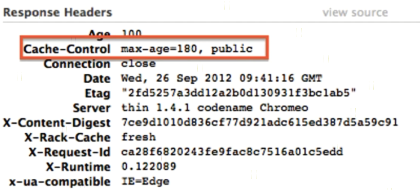 Response Headers view source
Age 100
Cache-Control max-age=180, public
Connection close
Date Wed, 26 Sep 2012 09:41:16 GMT
Etag "2fd5257a3dd12a2b0d130931f3bc1ab5"
Server thin 1.4.1 codename Chromeo
X-Content-Digest 7ce9d1010d836cf77d921adc615ed387d5a59c91
X-Rack-Cache fresh
X-Request-Id ca28f6820243fe9fac8c7516a01c5edd
X-Runtime 0.122089
x-ua-compatible IE=Edge